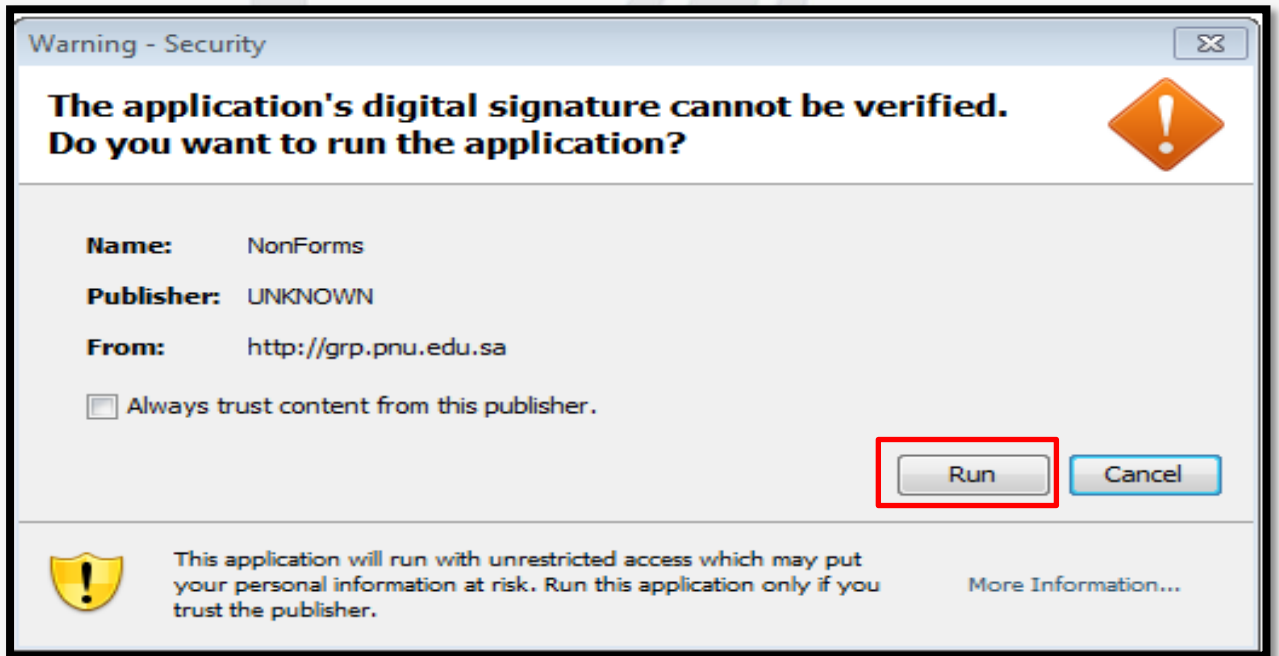 Warning - Security
The application's digital signature cannot be verified.
Do you want to run the application?
Name: NonForms
Publisher: UNKNOWN
From: http://grp.pnu.edu.sa
Always trust content from this publisher.
Run Cancel
This application will run with unrestricted access which may put
your personal information at risk. Run this application only if you
trust the publisher.
More Information...